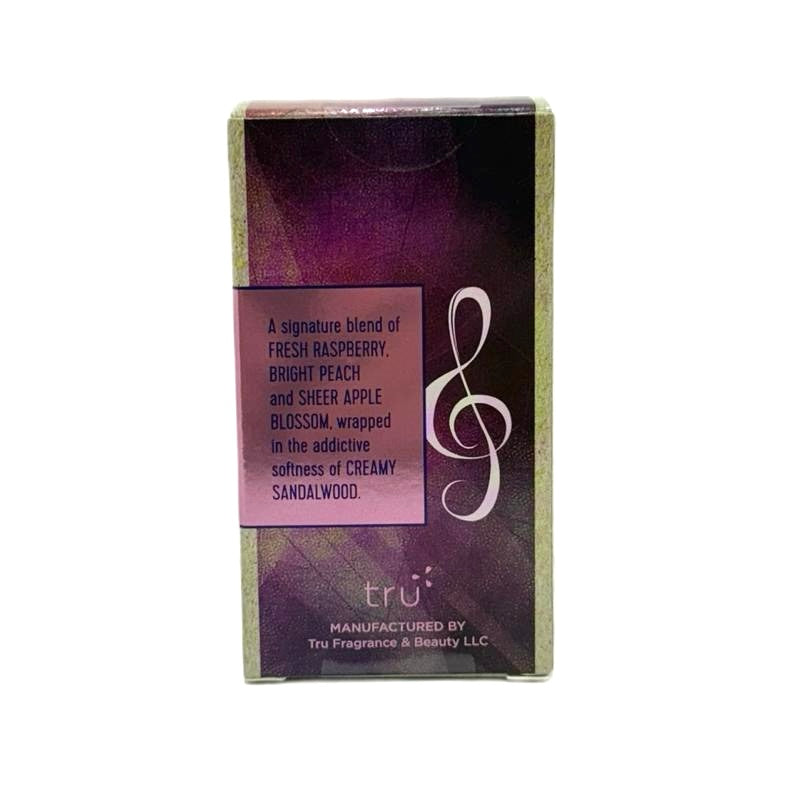 A signature blend of
FRESH RASPBERRY,
BRIGHT PEACH
and SHEER APPLE
BLOSSOM, wrapped
in the addictive
softness of CREAMY
SANDALWOOD.
tru
MANUFACTURED BY
Tru Fragrance & Beauty LLC